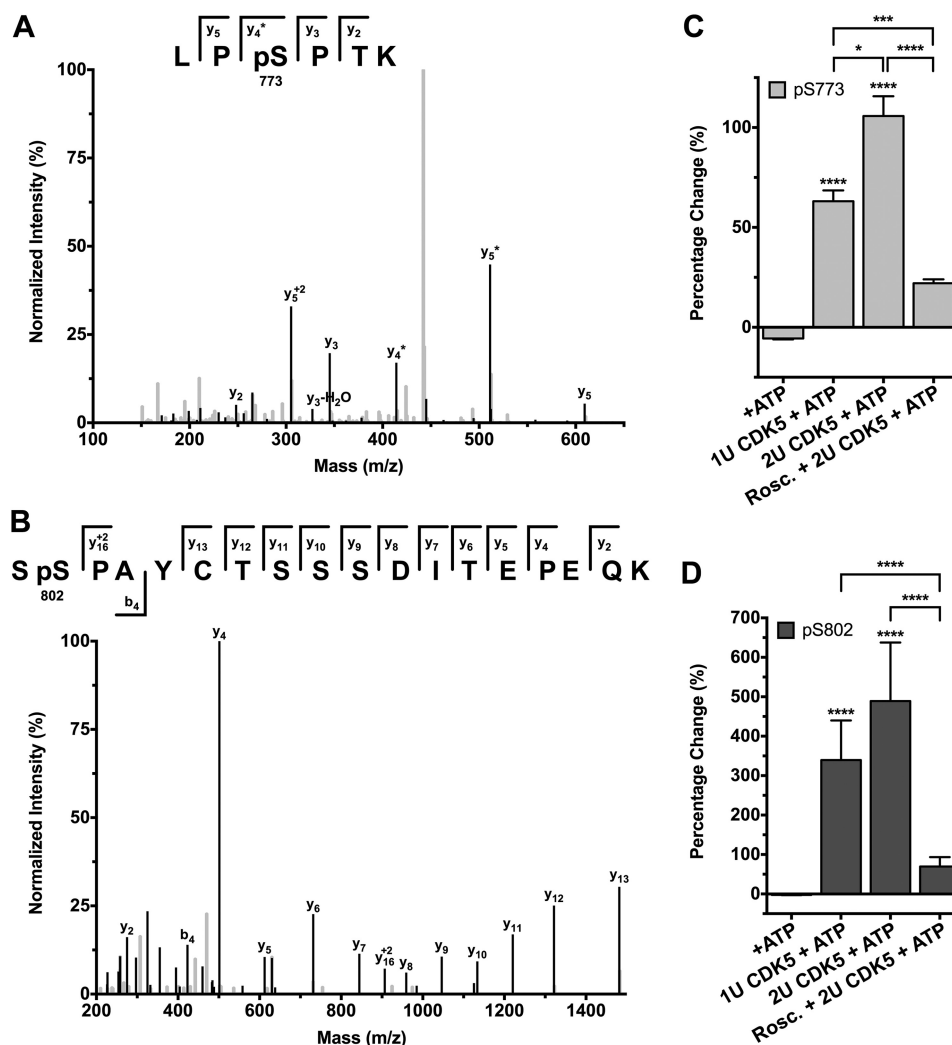 A
y5 y4* y3 y2
L P pS P T K
773
100
75
50
25
0
Normalized Intensity (%)
y5+2
y2
y3
y3-H2O
y4*
y5*
y5
100 200 300 400 500 600
Mass (m/z)
B
y16+2 y13 y12 y11 y10 y9 y8 y7 y6 y5 y4 y2
S pS P A Y C T S S S D I T E P E Q K
802
b4
100
75
50
25
0
Normalized Intensity (%)
y4
y2
b4
y5
y6
y7
y16+2
y8
y9
y10
y11
y12
y13
200 400 600 800 1000 1200 1400
Mass (m/z)
C
***
* ****
pS773
****
****
100
50
0
Percentage Change (%)
+ATP
1U CDK5 + ATP
2U CDK5 + ATP
Rosc. + 2U CDK5 + ATP
D
****
****
pS802
****
****
700
600
500
400
300
200
100
0
Percentage Change (%)
+ATP
1U CDK5 + ATP
2U CDK5 + ATP
Rosc. + 2U CDK5 + ATP